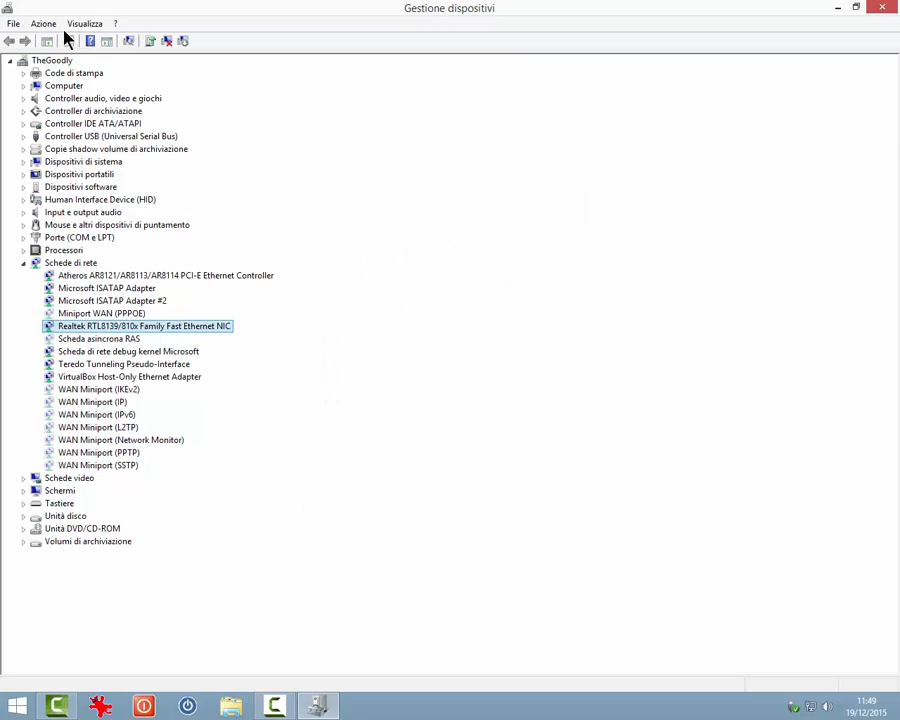 Gestione dispositivi
File Azione Visualizza ?
TheGoodly
Code di stampa
Computer
Controller audio, video e giochi
Controller di archiviazione
Controller IDE ATA/ATAPI
Controller USB (Universal Serial Bus)
Copie shadow volume di archiviazione
Dispositivi di sistema
Dispositivi portatili
Dispositivi software
Human Interface Device (HID)
Input e output audio
Mouse e altri dispositivi di puntamento
Porte (COM e LPT)
Processori
Schede di rete
Atheros AR8121/AR8113/AR8114 PCI-E Ethernet Controller
Microsoft ISATAP Adapter
Microsoft ISATAP Adapter #2
Miniport WAN (PPPOE)
Realtek RTL8139/810x Family Fast Ethernet NIC
Scheda asincrona RAS
Scheda di rete debug kernel Microsoft
Teredo Tunneling Pseudo-Interface
VirtualBox Host-Only Ethernet Adapter
WAN Miniport (IKEv2)
WAN Miniport (IP)
WAN Miniport (IPv6)
WAN Miniport (L2TP)
WAN Miniport (Network Monitor)
WAN Miniport (PPTP)
WAN Miniport (SSTP)
Schede video
Schermi
Tastiere
Unità disco
Unità DVD/CD-ROM
Volumi di archiviazione
11:49
19/12/2015